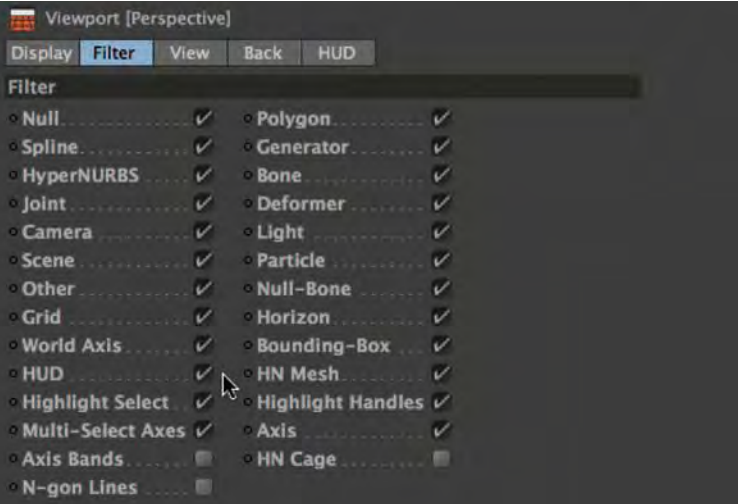 Viewport [Perspective]
Display Filter View Back HUD
Filter
Null Polygon
Spline Generator
HyperNURBS Bone
Joint Deformer
Camera Light
Scene Particle
Other Null-Bone
Grid Horizon
World Axis Bounding-Box
HUD HN Mesh
Highlight Select Highlight Handles
Multi-Select Axes Axis
Axis Bands HN Cage
N-gon Lines